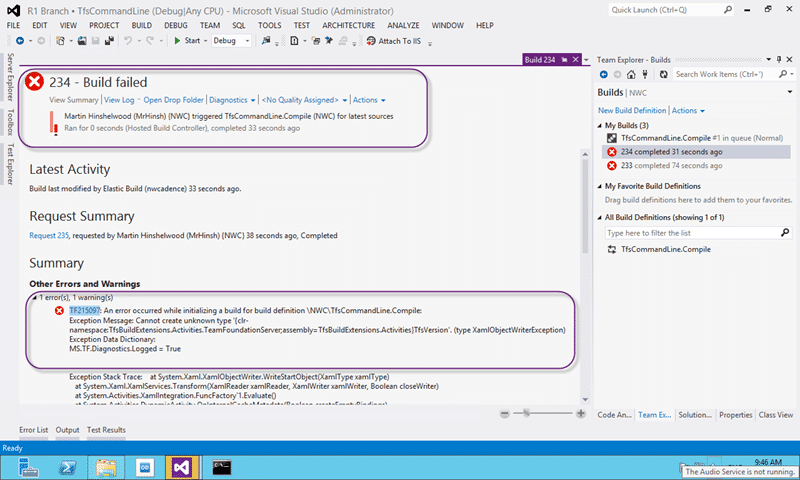 R1 Branch - TfsCommandLine (Debug|Any CPU) - Microsoft Visual Studio (Administrator)
Quick Launch (Ctrl+Q)
FILE EDIT VIEW PROJECT BUILD DEBUG TEAM SQL TOOLS TEST ARCHITECTURE ANALYZE WINDOW HELP
Start Debug Attach To IIS
Server Explorer
Toolbox
Test Explorer
Build 234
234 - Build failed
View Summary | View Log - Open Drop Folder | Diagnostics | <No Quality Assigned> | Actions
Martin Hinshelwood (MrHinsh) {NWC} triggered TfsCommandLine.Compile (NWC) for latest sources
Ran for 0 seconds (Hosted Build Controller), completed 33 seconds ago
Latest Activity
Build last modified by Elastic Build (nwcadence) 33 seconds ago.
Request Summary
Request 235, requested by Martin Hinshelwood (MrHinsh) {NWC} 38 seconds ago, Completed
Summary
Other Errors and Warnings
1 error(s), 1 warning(s)
TF215097: An error occurred while initializing a build for build definition \NWC\TfsCommandLine.Compile:
Exception Message: Cannot create unknown type '{clr-
namespace:TfsBuildExtensions.Activities.TeamFoundationServer;assembly=TfsBuildExtensions.Activities}TfsVersion'. (type XamlObjectWriterException)
Exception Data Dictionary:
MS.TF.Diagnostics.Logged = True
Exception Stack Trace: at System.Xaml.XamlObjectWriter.WriteStartObject(XamlType xamlType)
at System.Xaml.XamlServices.Transform(XamlReader xamlReader, XamlWriter xamlWriter, Boolean closeWriter)
at System.Activities.XamlIntegration.FuncFactory`1.Evaluate()
at System.Activities.DynamicActivity.OnInternalCacheMetadata(Boolean createEmptyBindings)
Team Explorer - Builds
Search Work Items (Ctrl+')
Builds | NWC
New Build Definition | Actions
My Builds (3)
TfsCommandLine.Compile #1 in queue (Normal)
234 completed 31 seconds ago
233 completed 74 seconds ago
My Favorite Build Definitions
Drag build definitions here to add them to your favorites.
All Build Definitions (showing 1 of 1)
Type here to filter the list
TfsCommandLine.Compile
Code An... Team Ex... Solution... Properties Class View
Error List Output Test Results
Ready
9:46 AM
The Audio Service is not running.